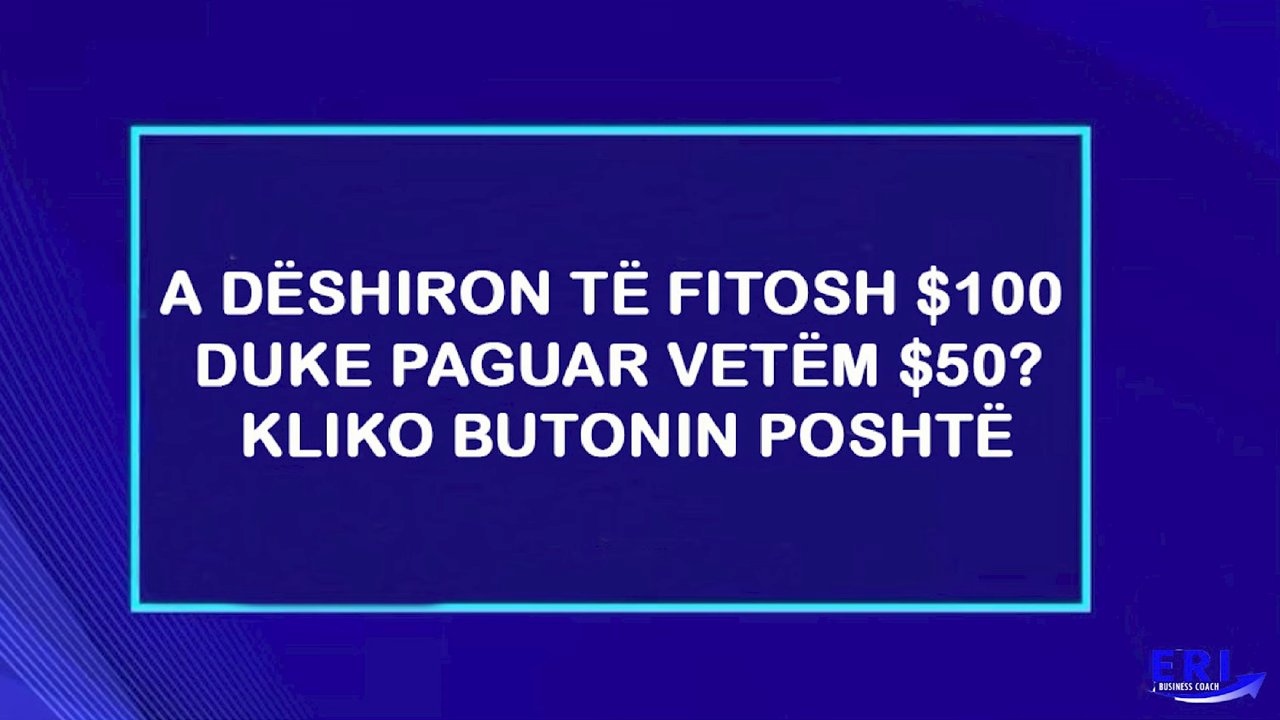 A DËSHIRON TË FITOSH $100
DUKE PAGUAR VETËM $50?
KLIKO BUTONIN POSHTË
ERI
BUSINESS COACH